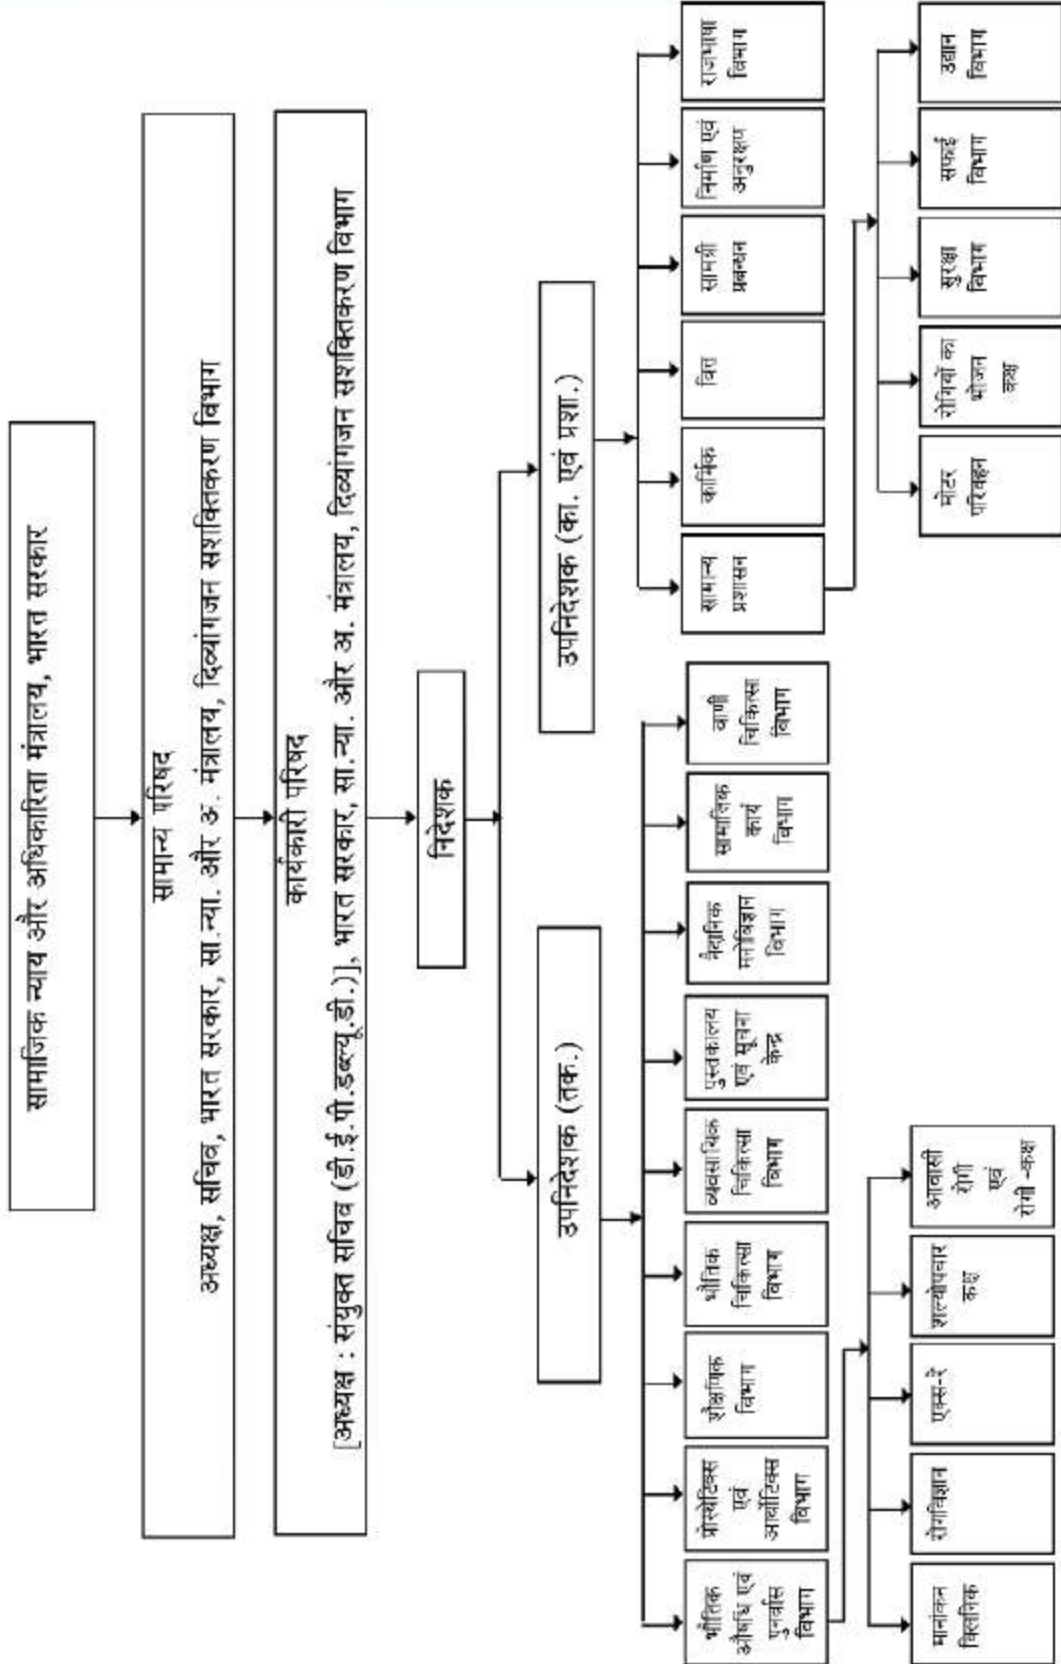 सामाजिक न्याय और अधिकारिता मंत्रालय, भारत सरकार
सामान्य परिषद
अध्यक्ष, सचिव, भारत सरकार, सा.न्या. और अ. मंत्रालय, दिव्यांगजन सशक्तिकरण विभाग
कार्यकारी परिषद
[अध्यक्ष : संयुक्त सचिव (डी.ई.पी.डब्ल्यू.डी.)], भारत सरकार, सा.न्या. और अ. मंत्रालय, दिव्यांगजन सशक्तिकरण विभाग
निदेशक
उपनिदेशक (तक.)
उपनिदेशक (का. एवं प्रशा.)
भौतिक
औषधि एवं
पुनर्वास
विभाग
प्रोस्थेटिक्स
एवं
आर्थोटिक्स
विभाग
शैक्षणिक
विभाग
भौतिक
चिकित्सा
विभाग
व्यवसायिक
चिकित्सा
विभाग
पुस्तकालय
एवं सूचना
केन्द्र
नैदानिक
मनोविज्ञान
विभाग
सामाजिक
कार्य
विभाग
वाणी
चिकित्सा
विभाग
सामान्य
प्रशासन
कार्मिक
वित्त
सामग्री
प्रबन्धन
निर्माण एवं
अनुरक्षण
राजभाषा
विभाग
मानांकन
क्लिनिक
रोगविज्ञान
एक्स-रे
शल्योपचार
कक्ष
आवासी
रोगी
एवं
रोगी -कक्ष
मोटर
परिवहन
रोगियों का
भोजन
कक्ष
सुरक्षा
विभाग
सफाई
विभाग
उद्यान
विभाग